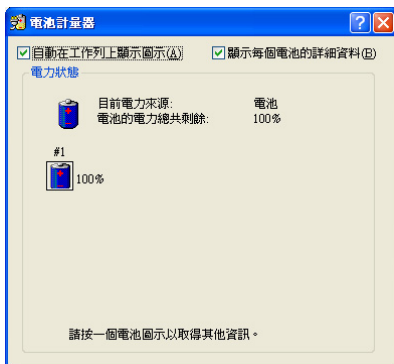 電池計量器
自動在工作列上顯示圖示(A)　顯示每個電池的詳細資料(B)
電力狀態
目前電力來源:　電池
電池的電力總共剩餘:　100%
#1
100%
請按一個電池圖示以取得其他資訊。